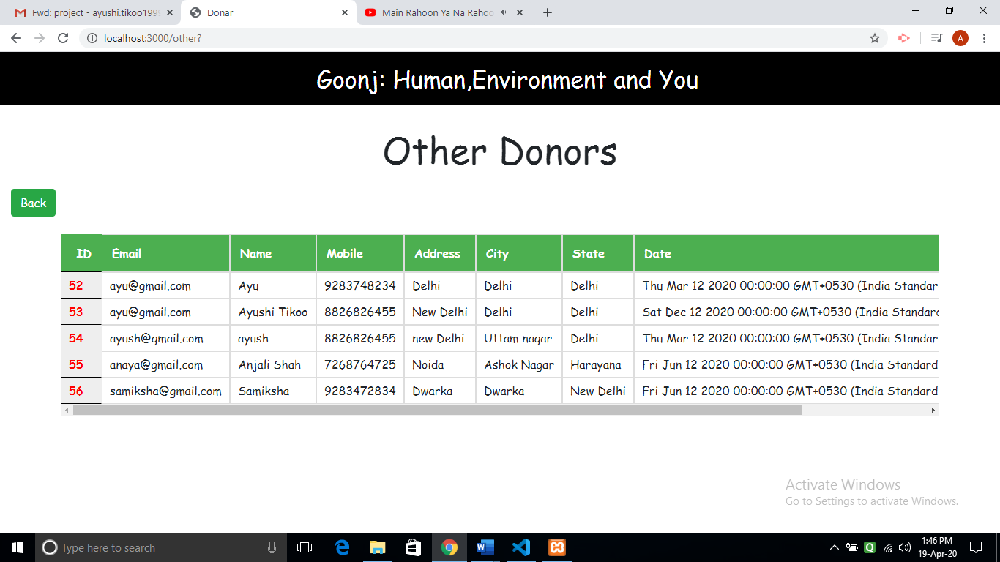 Fwd: project - ayushi.tikoo199 Donar Main Rahoon Ya Na Rahoo
localhost:3000/other? A
Goonj: Human,Environment and You
Other Donors
Back
ID Email Name Mobile Address City State Date
52 ayu@gmail.com Ayu 9283748234 Delhi Delhi Delhi Thu Mar 12 2020 00:00:00 GMT+0530 (India Standar
53 ayu@gmail.com Ayushi Tikoo 8826826455 New Delhi Delhi Delhi Sat Dec 12 2020 00:00:00 GMT+0530 (India Standard
54 ayush@gmail.com ayush 8826826455 new Delhi Uttam nagar Delhi Thu Mar 12 2020 00:00:00 GMT+0530 (India Standar
55 anaya@gmail.com Anjali Shah 7268764725 Noida Ashok Nagar Harayana Fri Jun 12 2020 00:00:00 GMT+0530 (India Standard
56 samiksha@gmail.com Samiksha 9283472834 Dwarka Dwarka New Delhi Fri Jun 12 2020 00:00:00 GMT+0530 (India Standard
Activate Windows
Go to Settings to activate Windows.
Type here to search
1:46 PM
19-Apr-20